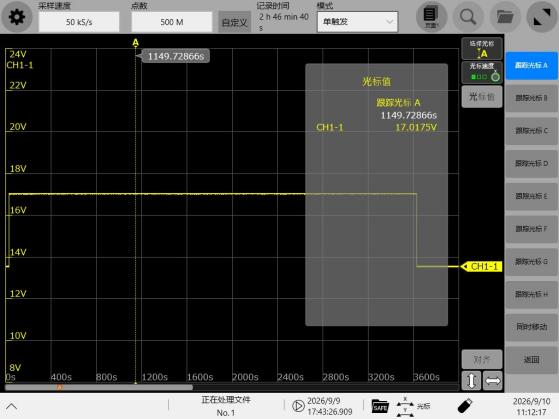 采样速度 点数 记录时间 模式
50 kS/s 500 M 自定义 2 h 46 min 40 s 单触发
A
1149.72866s
24V
CH1-1
22V
20V
18V
16V
14V
12V
10V
8V
0s 400s 800s 1200s 1600s 2000s 2400s 2800s 3200s 3600s
光标值
跟踪光标 A
1149.72866s
CH1-1 17.0175V
CH1-1
选择光标
A
光标速度
光标值
对齐
跟踪光标 A
跟踪光标 B
跟踪光标 C
跟踪光标 D
跟踪光标 E
跟踪光标 F
跟踪光标 G
跟踪光标 H
同时移动
返回
正在处理文件
No. 1
2026/9/9
17:43:26.909
SAFE
X
Y
光标
2026/9/10
11:12:17